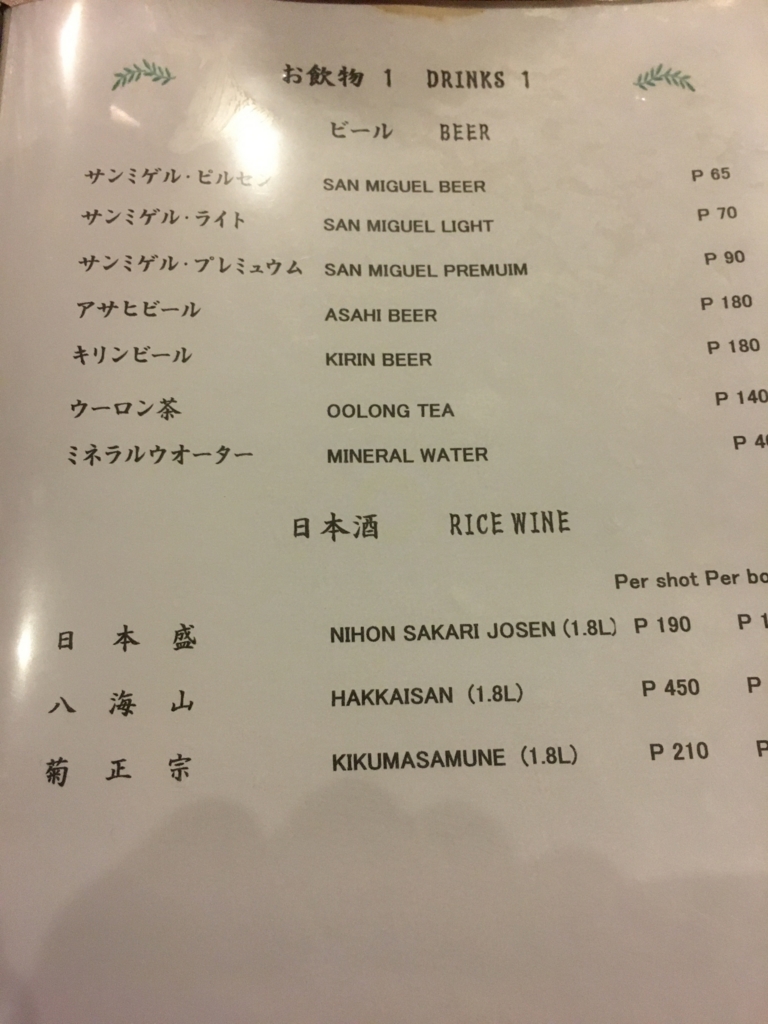 お飲物 1 DRINKS 1
ビール BEER
サンミゲル・ピルセン SAN MIGUEL BEER P 65
サンミゲル・ライト SAN MIGUEL LIGHT P 70
サンミゲル・プレミュウム SAN MIGUEL PREMUIM P 90
アサヒビール ASAHI BEER P 180
キリンビール KIRIN BEER P 180
ウーロン茶 OOLONG TEA P 140
ミネラルウオーター MINERAL WATER P
日本酒 RICE WINE
Per shot Per
日本盛 NIHON SAKARI JOSEN (1.8L) P 190 P
八海山 HAKKAISAN (1.8L) P 450 P
菊正宗 KIKUMASAMUNE (1.8L) P 210 P